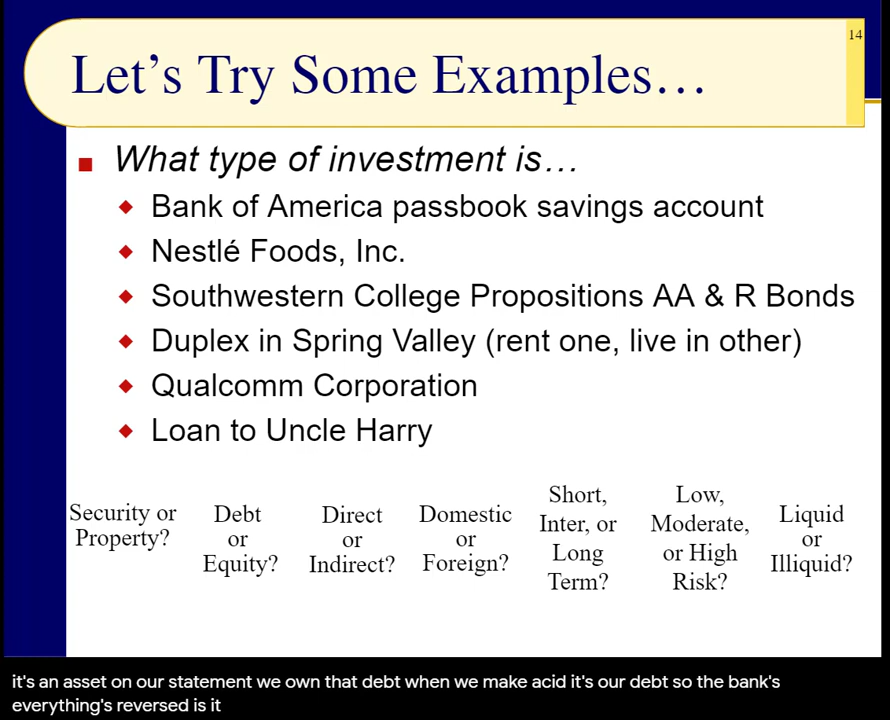 14
Let's Try Some Examples…
What type of investment is…
Bank of America passbook savings account
Nestlé Foods, Inc.
Southwestern College Propositions AA & R Bonds
Duplex in Spring Valley (rent one, live in other)
Qualcomm Corporation
Loan to Uncle Harry
Security or
Property?
Debt
or
Equity?
Direct
or
Indirect?
Domestic
or
Foreign?
Short,
Inter, or
Long
Term?
Low,
Moderate,
or High
Risk?
Liquid
or
Illiquid?
it's an asset on our statement we own that debt when we make acid it's our debt so the bank's
everything's reversed is it